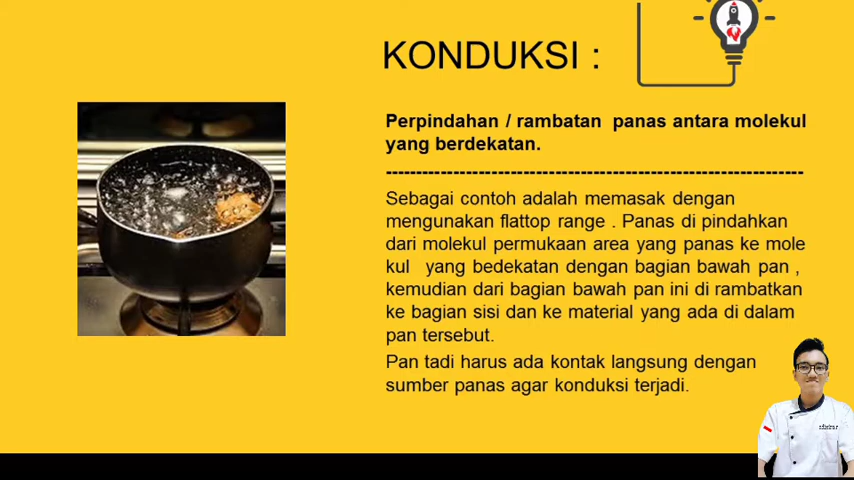 KONDUKSI :
Perpindahan / rambatan panas antara molekul
yang berdekatan.
-----------------------------------------------------------------------
Sebagai contoh adalah memasak dengan
mengunakan flattop range . Panas di pindahkan
dari molekul permukaan area yang panas ke mole
kul yang bedekatan dengan bagian bawah pan ,
kemudian dari bagian bawah pan ini di rambatkan
ke bagian sisi dan ke material yang ada di dalam
pan tersebut.
Pan tadi harus ada kontak langsung dengan
sumber panas agar konduksi terjadi.